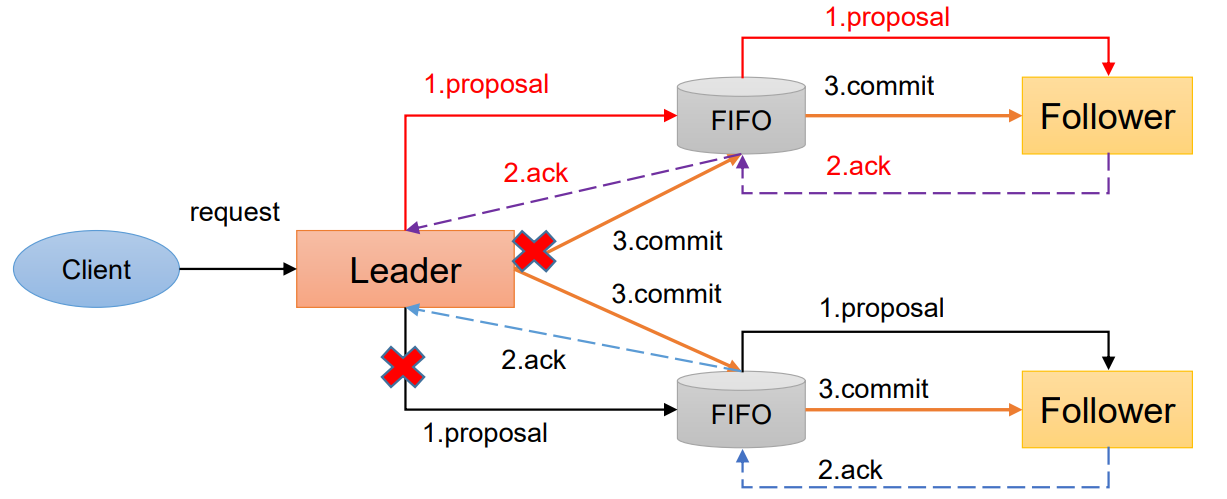 1.proposal
1.proposal
3.commit
FIFO
Follower
2.ack
2.ack
request
3.commit
Client
Leader
3.commit
1.proposal
2.ack
3.commit
FIFO
Follower
1.proposal
2.ack